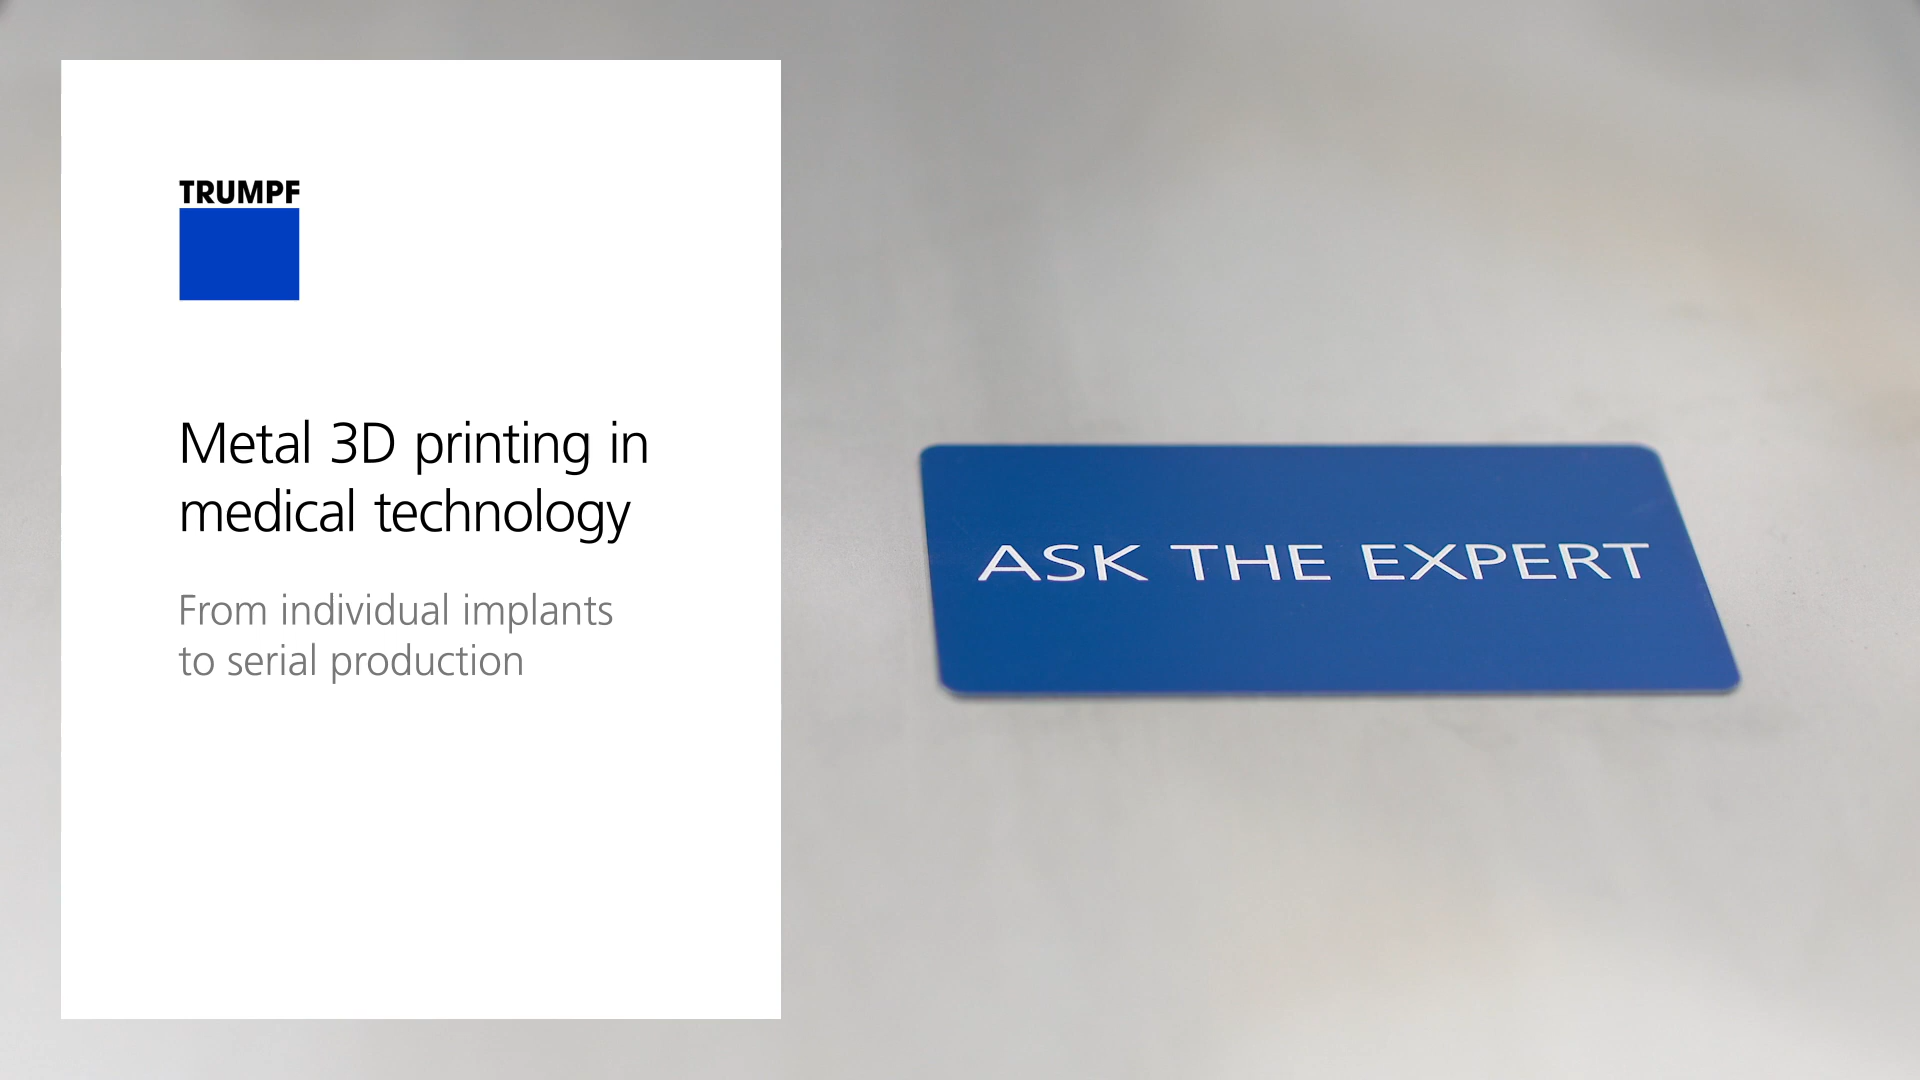 TRUMPF
Metal 3D printing in
medical technology
From individual implants
to serial production
ASK THE EXPERT